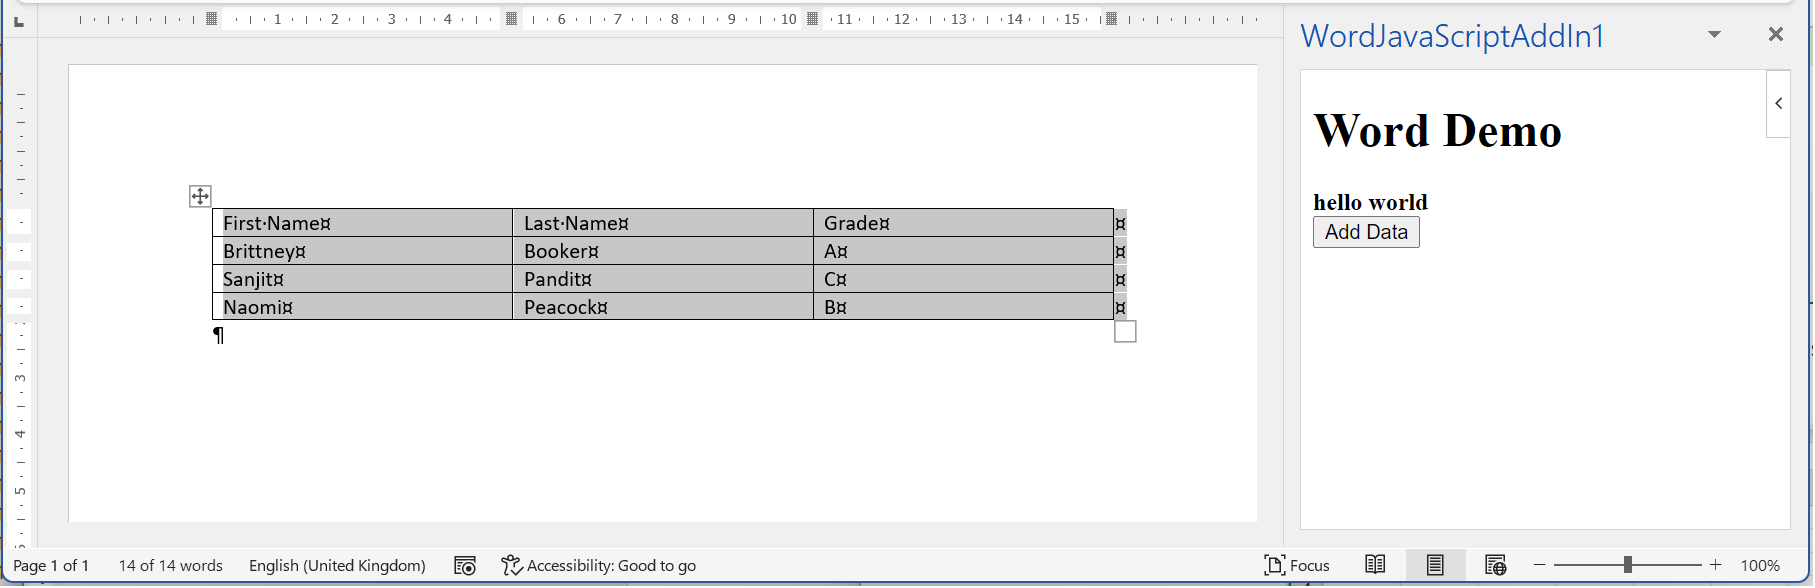 1 2 3 4 6 7 8 9 10 11 12 13 14 15
WordJavaScriptAddIn1
Word Demo
hello world
Add Data
First·Name¤ Last·Name¤ Grade¤ ¤
Brittney¤ Booker¤ A¤ ¤
Sanjit¤ Pandit¤ C¤ ¤
Naomi¤ Peacock¤ B¤ ¤
¶
3
4
5
Page 1 of 1 14 of 14 words English (United Kingdom) Accessibility: Good to go Focus 100%